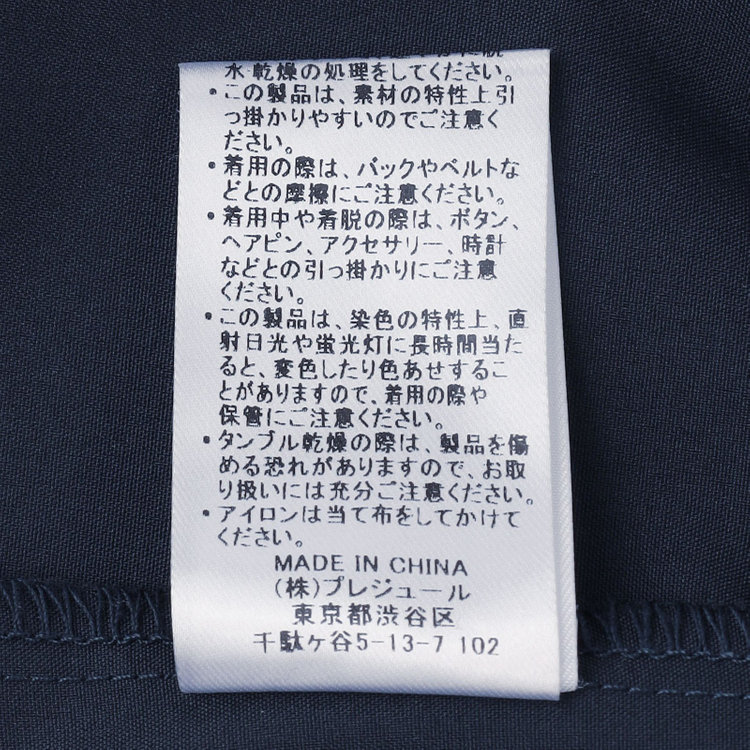 水・乾燥の処理をしてください。
・この製品は、素材の特性上引
っ掛かりやすいのでご注意く
ださい。
・着用の際は、バックやベルトな
どとの摩擦にご注意ください。
・着用中や着脱の際は、ボタン、
ヘアピン、アクセサリー、時計
などとの引っ掛かりにご注意
ください。
・この製品は、染色の特性上、直
射日光や蛍光灯に長時間当た
ると、変色したり色あせするこ
とがありますので、着用の際や
保管にご注意ください。
・タンブル乾燥の際は、製品を傷
める恐れがありますので、お取
り扱いには充分ご注意ください。
・アイロンは当て布をしてかけて
ください。
MADE IN CHINA
(株)プレジュール
東京都渋谷区
千駄ヶ谷5-13-7 102